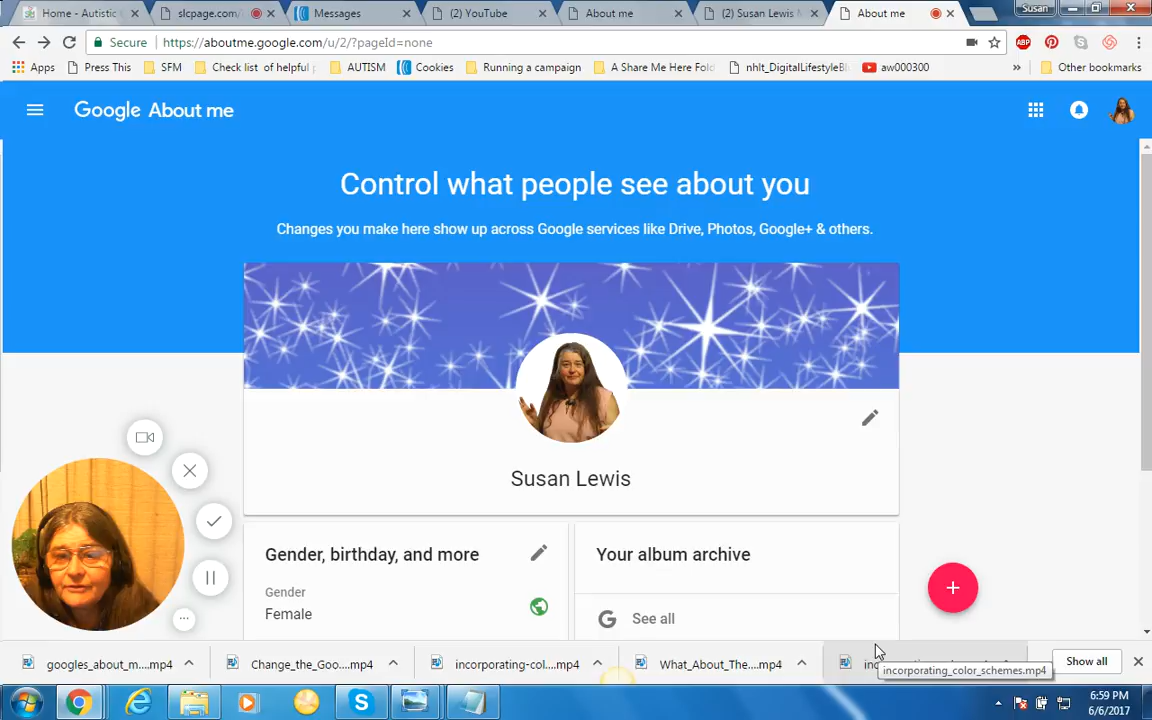 Susan
Home - Autistic C
slcpage.com/
Messages
(2) YouTube
About me
(2) Susan Lewis M
About me
Secure
https://aboutme.google.com/u/2/?pageId=none
ABP
Apps
Press This
SFM
Check list of helpful
AUTISM
Cookies
Running a campaign
A Share Me Here Fold
nhlt_DigitalLifestyleBl
aw000300
»
Other bookmarks
Google About me
Control what people see about you
Changes you make here show up across Google services like Drive, Photos, Google+ & others.
Susan Lewis
Gender, birthday, and more
Your album archive
Gender
Female
See all
googles_about_m....mp4
Change_the_Goo....mp4
incorporating-col....mp4
What_About_The....mp4
incorporating_color_schemes.mp4
Show all
6:59 PM
6/6/2017